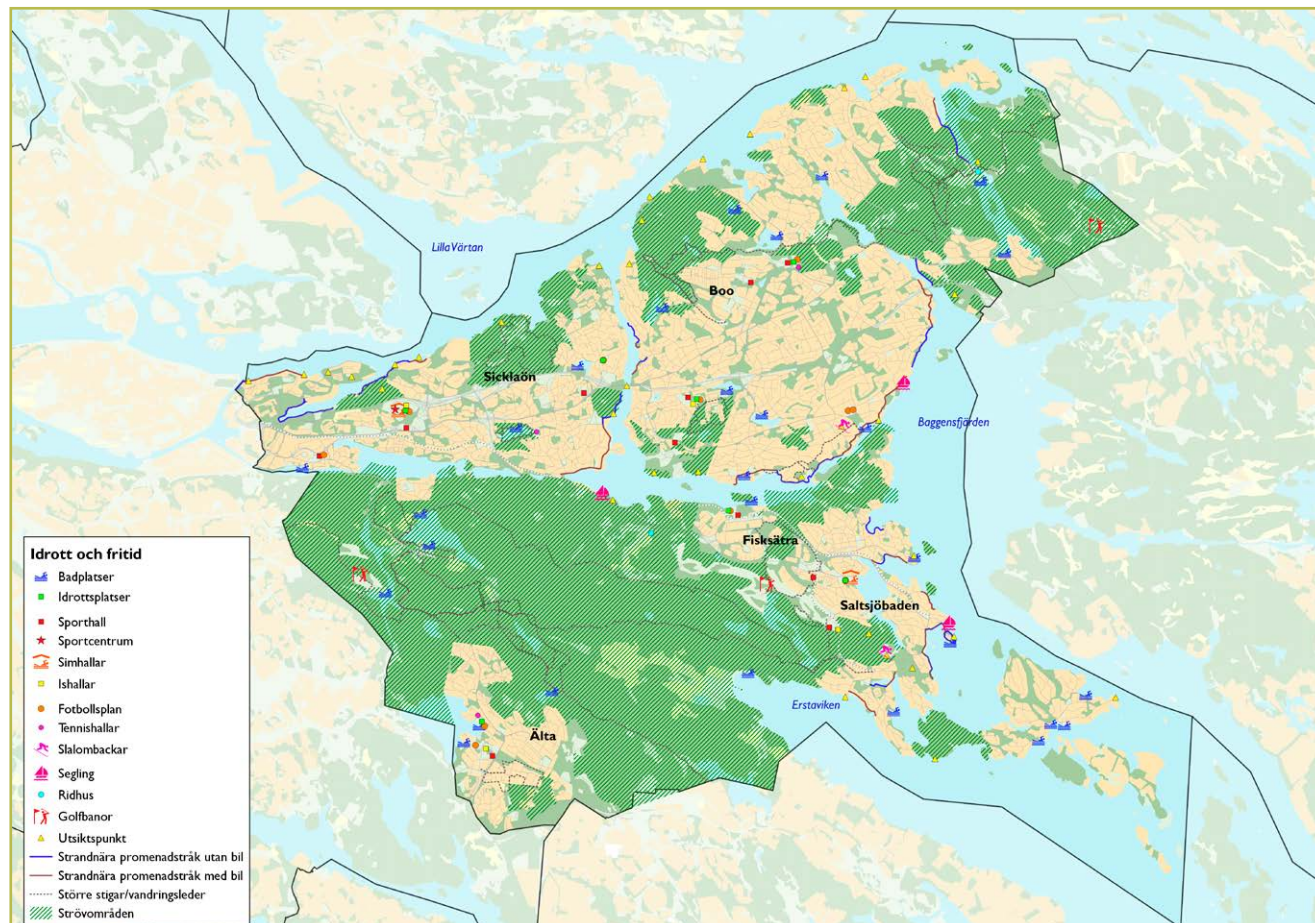 Lilla Värtan
Boo
Sicklaön
Baggensfjärden
Fisksätra
Saltsjöbaden
Erstaviken
Älta
Idrott och fritid
Badplatser
Idrottsplatser
Sporthall
Sportcentrum
Simhallar
Ishallar
Fotbollsplan
Tennishallar
Slalombackar
Segling
Ridhus
Golfbanor
Utsiktspunkt
Strandnära promenadstråk utan bil
Strandnära promenadstråk med bil
Större stigar/vandringsleder
Strövområden